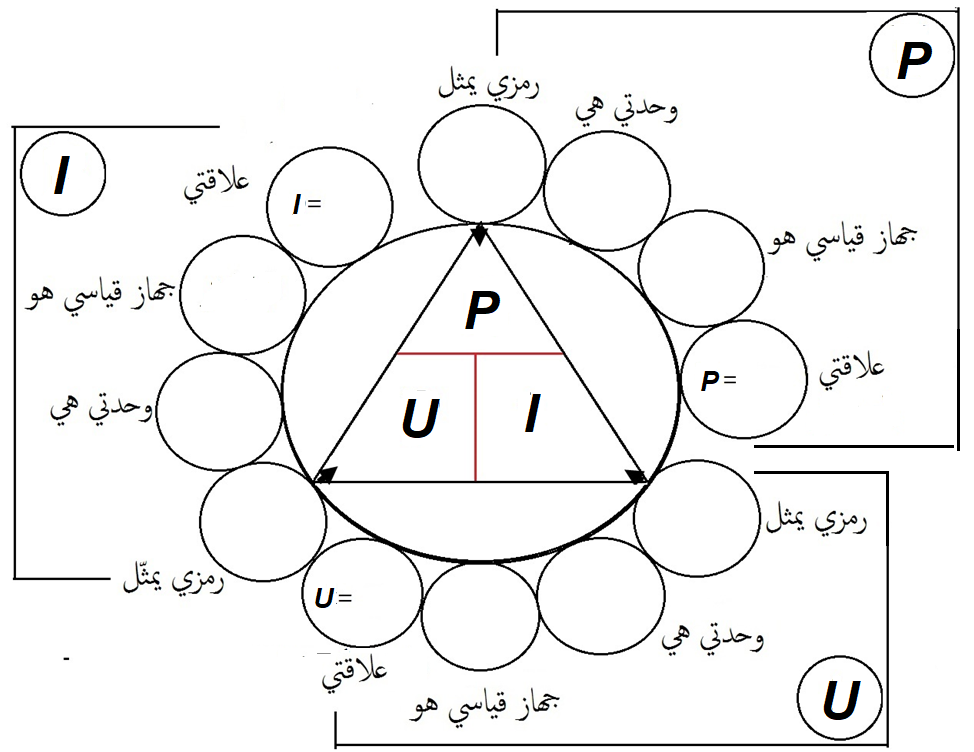 P
رمزي يمثل
وحدتي هي
I
علاقتي
I =
جهاز قياسي هو
جهاز قياسي هو
P
علاقتي
P =
وحدتي هي
U
I
رمزي يمثل
رمزي يمثّل
U =
وحدتي هي
علاقتي
جهاز قياسي هو
U